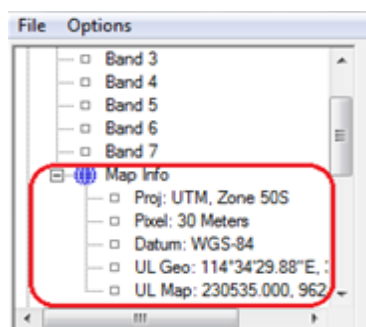 File Options
Band 3
Band 4
Band 5
Band 6
Band 7
Map Info
Proj: UTM, Zone 50S
Pixel: 30 Meters
Datum: WGS-84
UL Geo: 114°34'29.88"E,
UL Map: 230535.000, 962